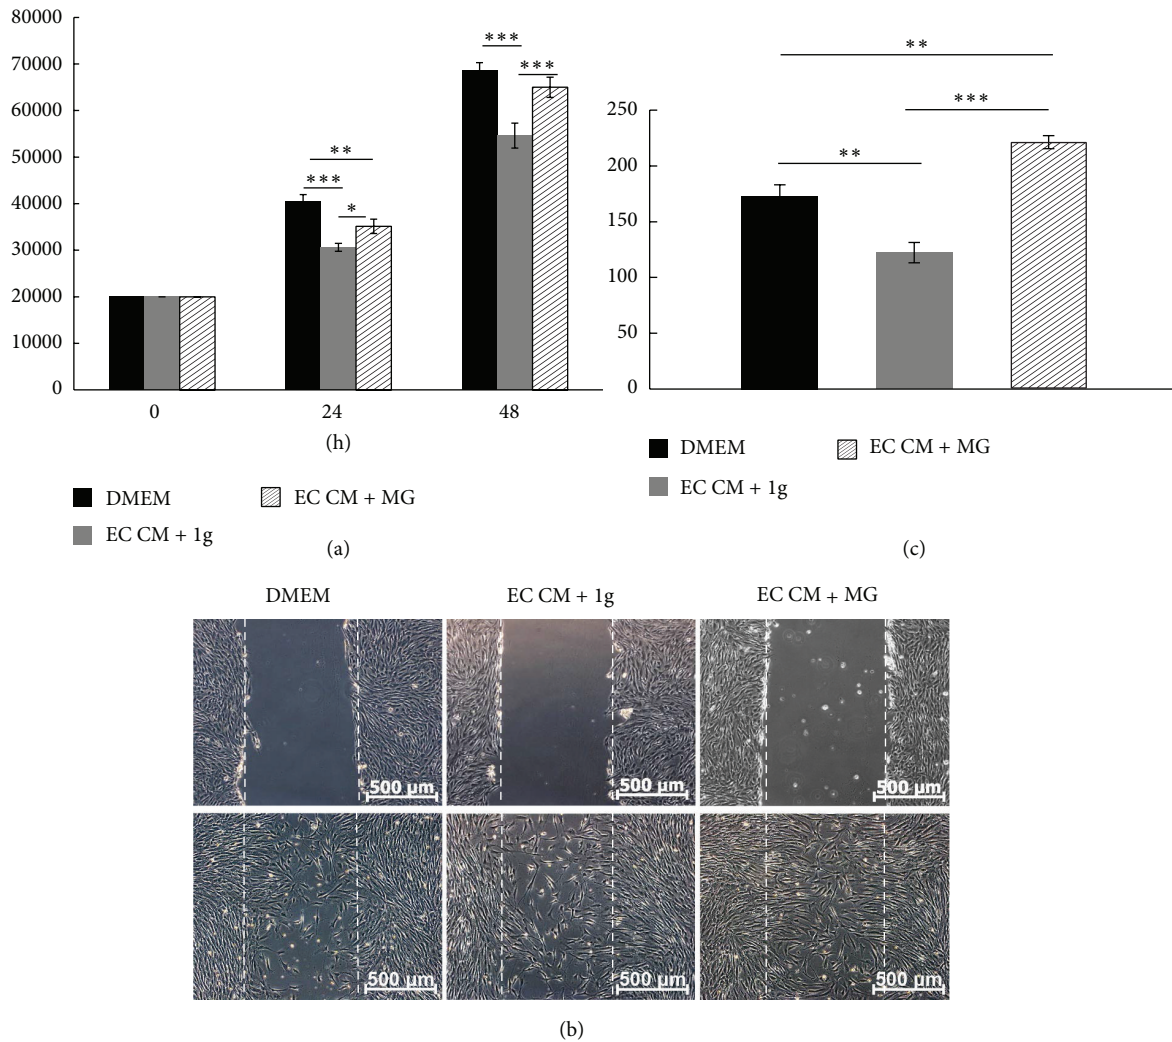 80000
70000
60000
50000
40000
30000
20000
10000
0
***
***
**
***
*
0
24
48
(h)
DMEM
EC CM + MG
EC CM + 1g
(a)
**
***
**
250
200
150
100
50
0
DMEM
EC CM + MG
EC CM + 1g
(c)
DMEM
EC CM + 1g
EC CM + MG
500 µm
500 µm
500 µm
500 µm
500 µm
500 µm
(b)